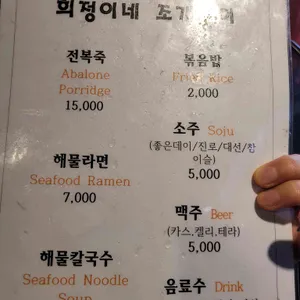 희정이네 조개
전복죽
Abalone
Porridge
15,000
볶음밥
Fried Rice
2,000
소주 Soju
(좋은데이/진로/대선/참
이슬)
5,000
해물라면
Seafood Ramen
7,000
맥주 Beer
(카스,켈리,테라)
5,000
해물칼국수
Seafood Noodle
Soup
음료수 Drink